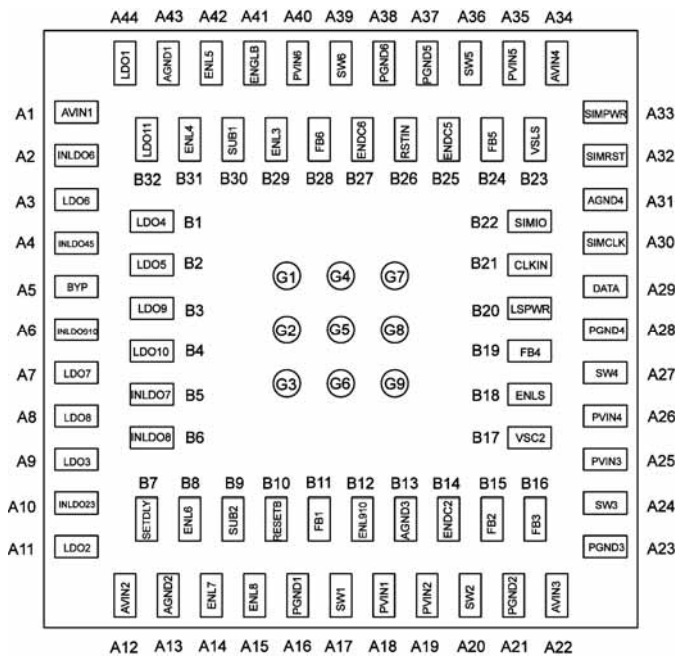 A44 A43 A42 A41 A40 A39 A38 A37 A36 A35 A34
LDO1 AGND1 ENL5 ENGLB PVIN6 SW6 PGND6 PGND5 SW5 PVIN5 AVIN4
A1 AVIN1 SIMPWR A33
LDO11 ENL4 SUB1 ENL3 FB6 ENDC6 RSTIN ENDC5 FB5 VSLS
A2 INLDO6 SIMRST A32
B32 B31 B30 B29 B28 B27 B26 B25 B24 B23
A3 LDO6 AGND4 A31
LDO4 B1 B22 SIMIO
A4 INLDO45 SIMCLK A30
LDO5 B2 B21 CLKIN
G1 G4 G7
A5 BYP DATA A29
LDO9 B3 B20 LSPWR
A6 INLDO910 G2 G5 G8 PGND4 A28
LDO10 B4 B19 FB4
A7 LDO7 SW4 A27
G3 G6 G9
INLDO7 B5 B18 ENLS
A8 LDO8 PVIN4 A26
INLDO8 B6 B17 VSC2
A9 LDO3 PVIN3 A25
B7 B8 B9 B10 B11 B12 B13 B14 B15 B16
A10 INLDO23 SW3 A24
SETDLY ENL6 SUB2 RESETB FB1 ENL910 AGND3 ENDC2 FB2 FB3
A11 LDO2 PGND3 A23
AVIN2 AGND2 ENL7 ENL8 PGND1 SW1 PVIN1 PVIN2 SW2 PGND2 AVIN3
A12 A13 A14 A15 A16 A17 A18 A19 A20 A21 A22